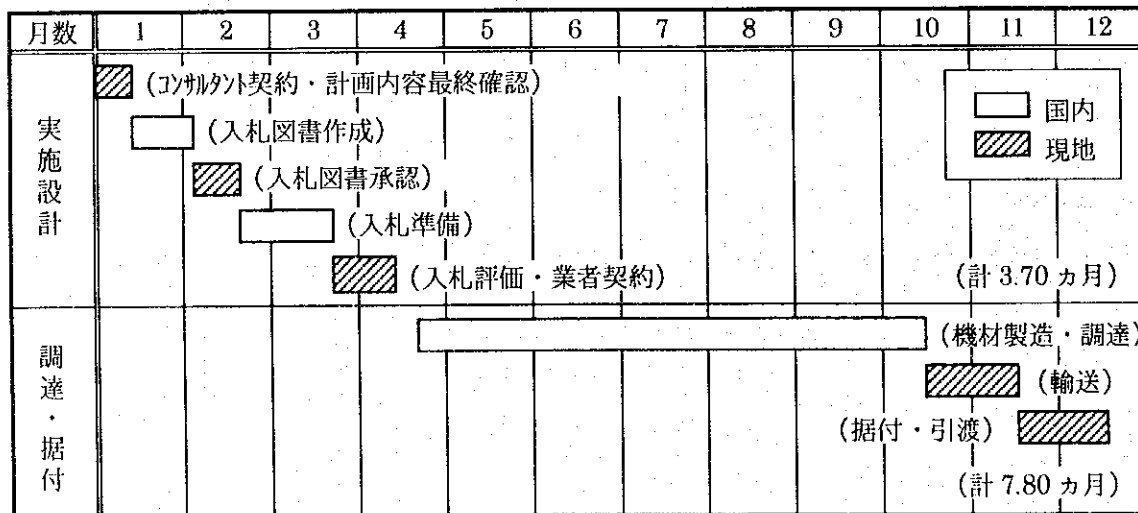 月数 1 2 3 4 5 6 7 8 9 10 11 12
実施設計
(コンサルタント契約・計画内容最終確認)
国内
(入札図書作成)
現地
(入札図書承認)
(入札準備)
(入札評価・業者契約)
(計 3.70 ヵ月)
調達・据付
(機材製造・調達)
(輸送)
(据付・引渡)
(計 7.80 ヵ月)